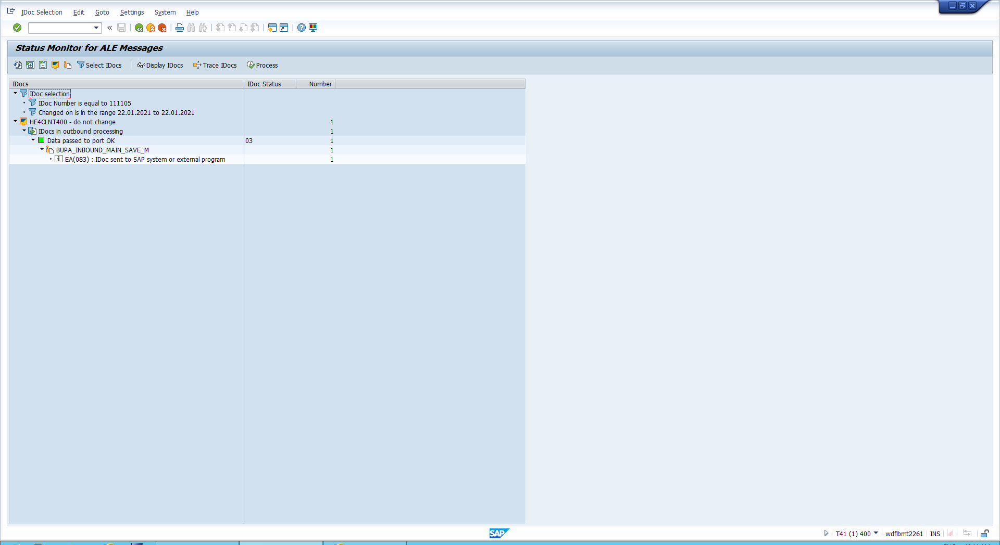 IDoc Selection Edit Goto Settings System Help
Status Monitor for ALE Messages
Select IDocs Display IDocs Trace IDocs Process
IDocs IDoc Status Number
IDoc selection
IDoc Number is equal to 111105
Changed on is in the range 22.01.2021 to 22.01.2021
HE4CLNT400 - do not change 1
IDocs in outbound processing 1
Data passed to port OK 03 1
BUPA_INBOUND_MAIN_SAVE_M 1
EA(083) : IDoc sent to SAP system or external program 1
SAP T41 (1) 400 wdflbmt2261 INS